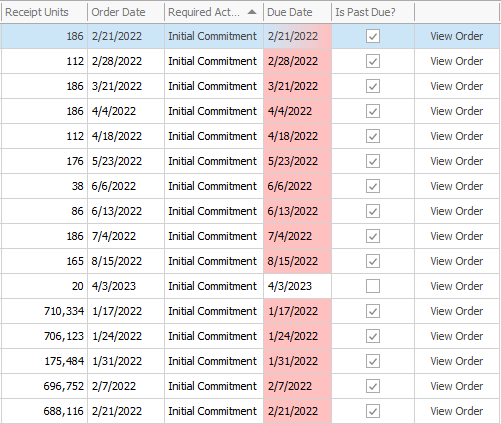 Receipt Units Order Date Required Act... Due Date Is Past Due?
186 2/21/2022 Initial Commitment 2/21/2022 View Order
112 2/28/2022 Initial Commitment 2/28/2022 View Order
186 3/21/2022 Initial Commitment 3/21/2022 View Order
186 4/4/2022 Initial Commitment 4/4/2022 View Order
112 4/18/2022 Initial Commitment 4/18/2022 View Order
176 5/23/2022 Initial Commitment 5/23/2022 View Order
38 6/6/2022 Initial Commitment 6/6/2022 View Order
86 6/13/2022 Initial Commitment 6/13/2022 View Order
186 7/4/2022 Initial Commitment 7/4/2022 View Order
165 8/15/2022 Initial Commitment 8/15/2022 View Order
20 4/3/2023 Initial Commitment 4/3/2023 View Order
710,334 1/17/2022 Initial Commitment 1/17/2022 View Order
706,123 1/24/2022 Initial Commitment 1/24/2022 View Order
175,484 1/31/2022 Initial Commitment 1/31/2022 View Order
696,752 2/7/2022 Initial Commitment 2/7/2022 View Order
688,116 2/21/2022 Initial Commitment 2/21/2022 View Order